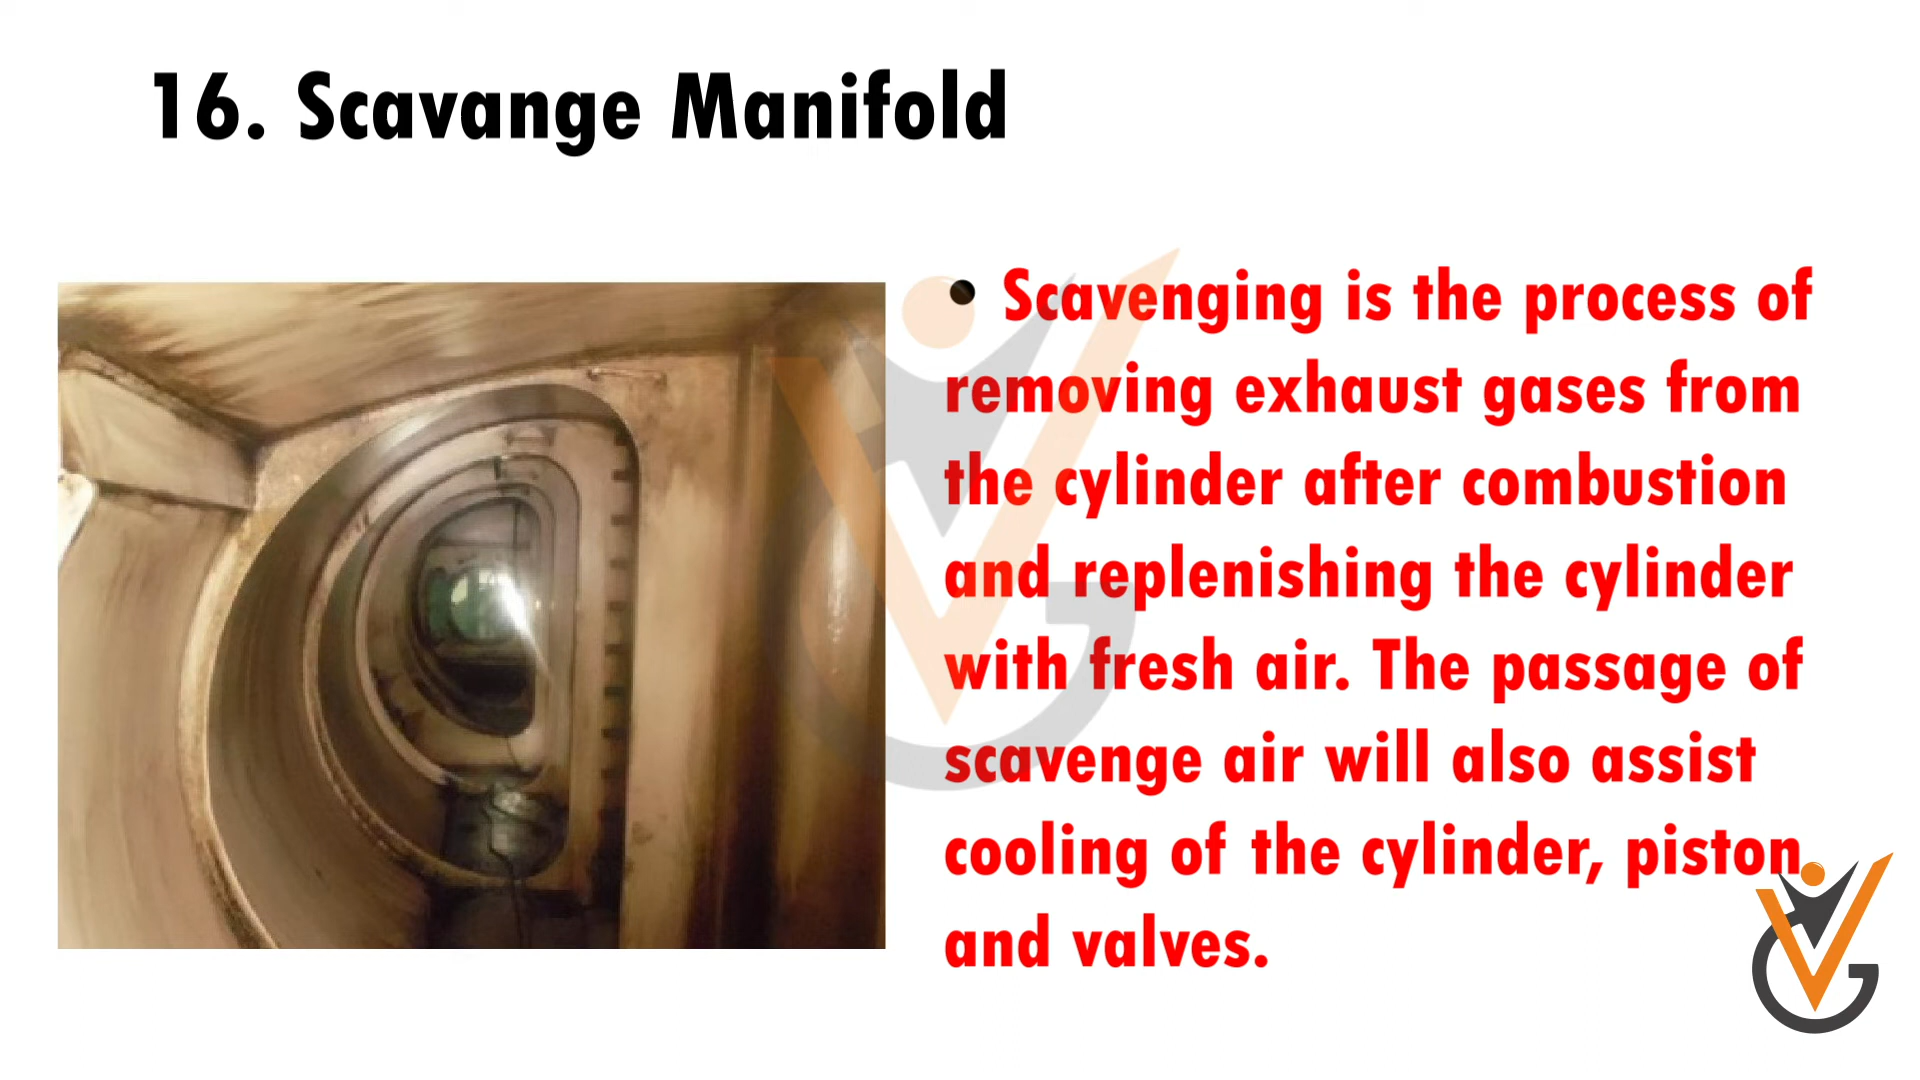 16. Scavange Manifold
• Scavenging is the process of
removing exhaust gases from
the cylinder after combustion
and replenishing the cylinder
with fresh air. The passage of
scavenge air will also assist
cooling of the cylinder, piston
and valves.